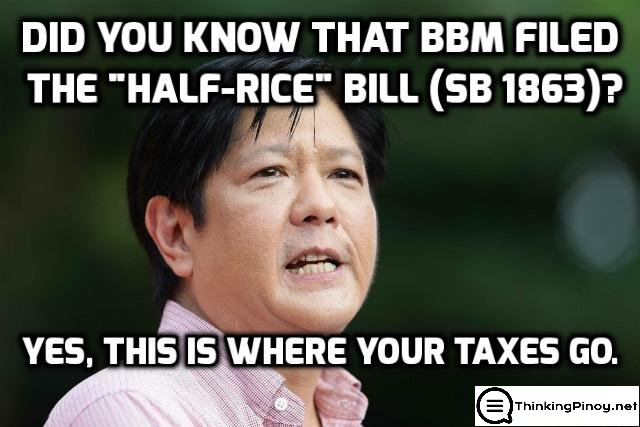 DID YOU KNOW THAT BBM FILED
THE "HALF-RICE" BILL (SB 1863)?
YES, THIS IS WHERE YOUR TAXES GO.
ThinkingPinoy.net